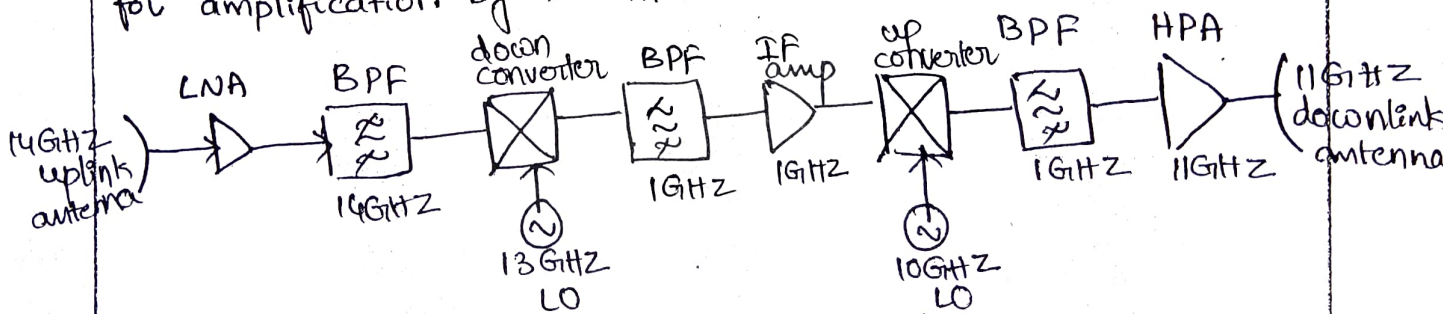 for amplification.
LNA
BPF
down
converter
BPF
IF
amp
up
converter
BPF
HPA
14GHZ
uplink
antenna
14GHZ
13GHZ
LO
1GHZ
1GHZ
10GHZ
LO
1GHZ
11GHZ
11GHZ
downlink
antenna